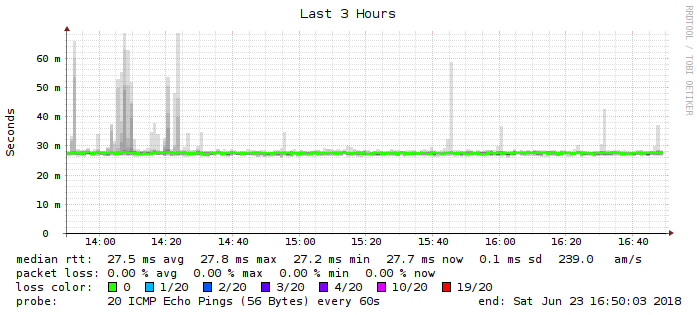 Last 3 Hours
RRDTOOL / TOBI OETIKER
Seconds
60 m
50 m
40 m
30 m
20 m
10 m
0
14:00 14:20 14:40 15:00 15:20 15:40 16:00 16:20 16:40
median rtt: 27.5 ms avg 27.8 ms max 27.2 ms min 27.7 ms now 0.1 ms sd 239.0 am/s
packet loss: 0.00 % avg 0.00 % max 0.00 % min 0.00 % now
loss color: 0 1/20 2/20 3/20 4/20 10/20 19/20
probe: 20 ICMP Echo Pings (56 Bytes) every 60s end: Sat Jun 23 16:50:03 2018